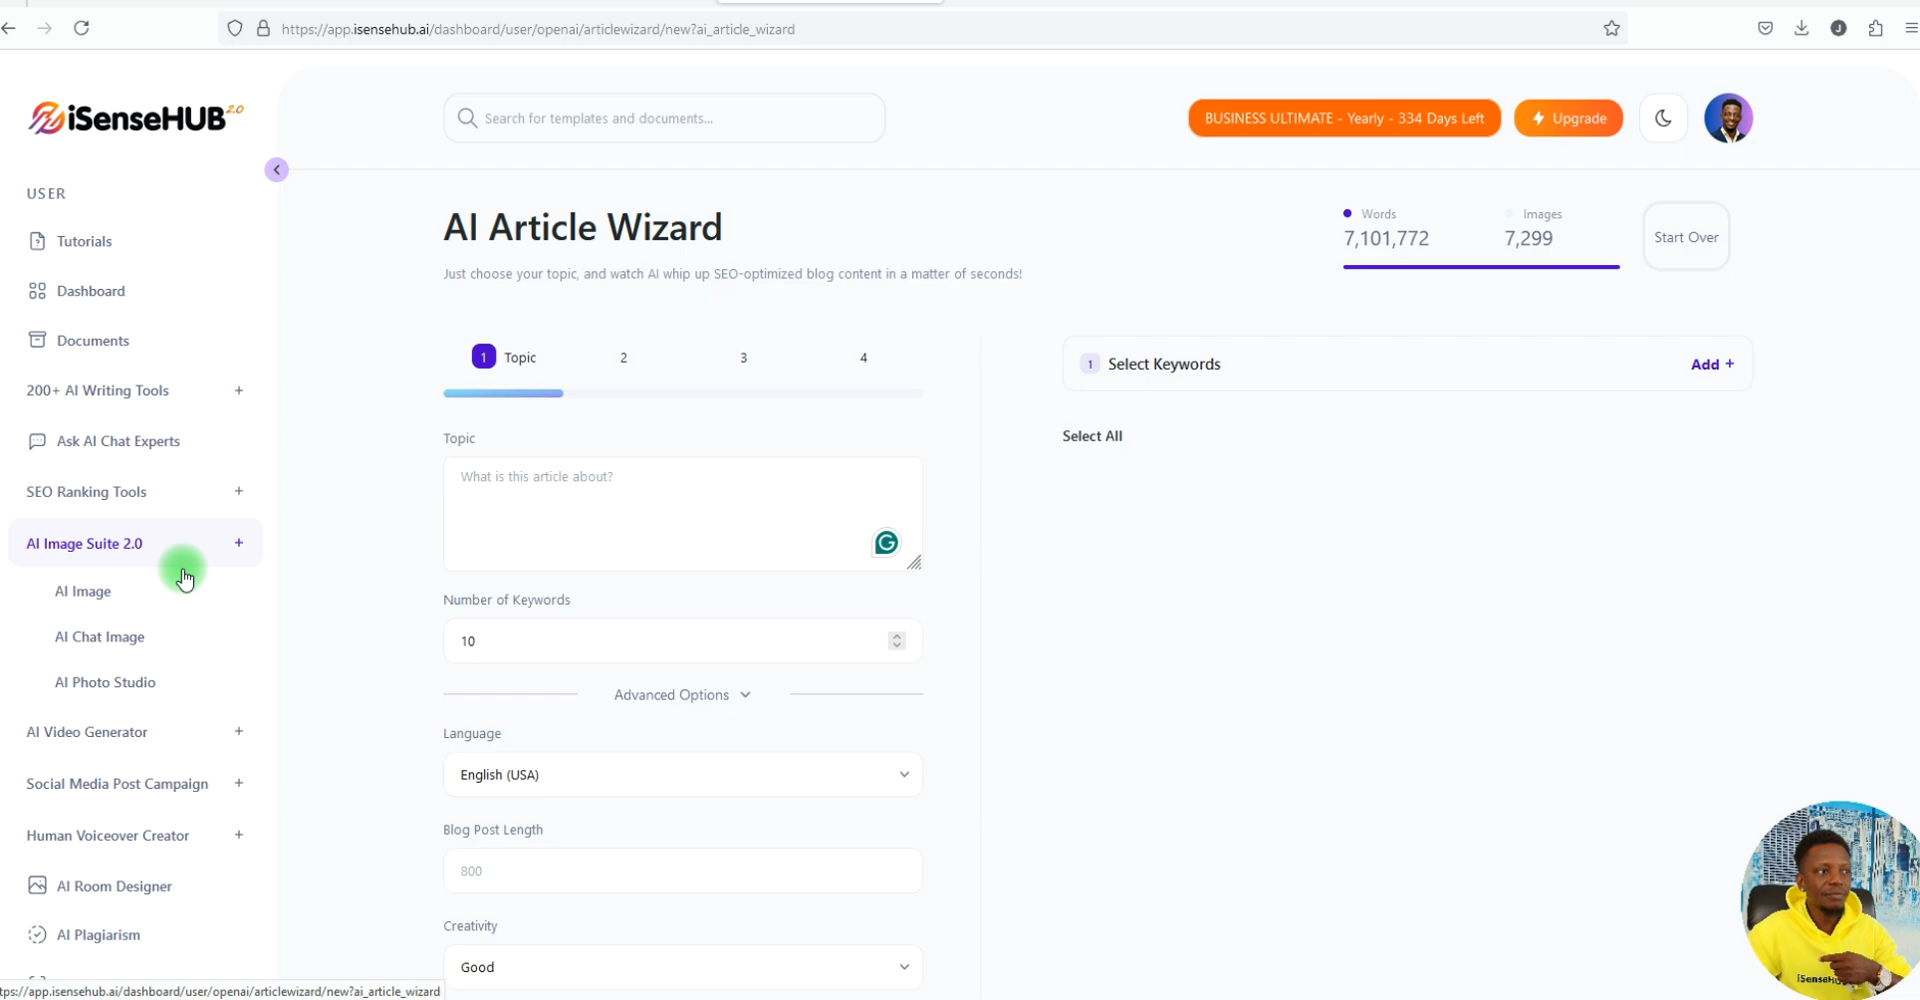 https://app.isensehub.ai/dashboard/user/openai/articlewizard/new?ai_article_wizard
J
iSenseHUB 2.0
Search for templates and documents...
BUSINESS ULTIMATE - Yearly - 334 Days Left
Upgrade
USER
Tutorials
Dashboard
Documents
200+ AI Writing Tools +
Ask AI Chat Experts
SEO Ranking Tools +
AI Image Suite 2.0 +
AI Image
AI Chat Image
AI Photo Studio
AI Video Generator +
Social Media Post Campaign +
Human Voiceover Creator +
AI Room Designer
AI Plagiarism
AI Article Wizard
Just choose your topic, and watch AI whip up SEO-optimized blog content in a matter of seconds!
Words
7,101,772
Images
7,299
Start Over
1 Topic 2 3 4
Topic
What is this article about?
G
Number of Keywords
10
Advanced Options
Language
English (USA)
Blog Post Length
800
Creativity
Good
1 Select Keywords Add +
Select All
tps://app.isensehub.ai/dashboard/user/openai/articlewizard/new?ai_article_wizard